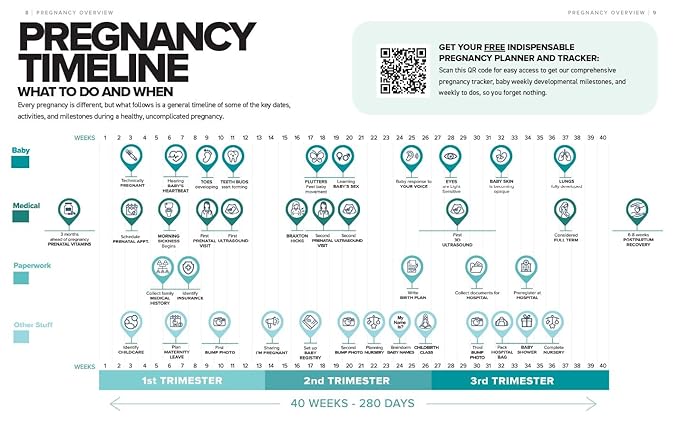 8 | PREGNANCY OVERVIEW
PREGNANCY OVERVIEW | 9
PREGNANCY
TIMELINE
WHAT TO DO AND WHEN
Every pregnancy is different, but what follows is a general timeline of some of the key dates,
activities, and milestones during a healthy, uncomplicated pregnancy.
GET YOUR FREE INDISPENSABLE
PREGNANCY PLANNER AND TRACKER:
Scan this QR code for easy access to get our comprehensive
pregnancy tracker, baby weekly developmental milestones, and
weekly to dos, so you forget nothing.
WEEKS 1 2 3 4 5 6 7 8 9 10 11 12 13 14 15 16 17 18 19 20 21 22 23 24 25 26 27 28 29 30 31 32 33 34 35 36 37 38 39 40
Baby
Technically
PREGNANT
Hearing
BABY'S
HEARTBEAT
TOES
developing
TEETH BUDS
start forming
FLUTTERS
Feel baby
movement
Learning
BABY'S SEX
Baby response to
YOUR VOICE
EYES
are Light
Sensitive
BABY SKIN
is becoming
opaque
LUNGS
fully developed
Medical
3 months
ahead of pregnancy
PRENATAL VITAMINS
Schedule
PRENATAL APPT.
MORNING
SICKNESS
Begins
First
PRENATAL
VISIT
First
ULTRASOUND
BRAXTON
HICKS
Second
PRENATAL
VISIT
Second
ULTRASOUND
First
3D
ULTRASOUND
Considered
FULL TERM
6-8 weeks
POSTPARTUM
RECOVERY
Paperwork
Collect family
MEDICAL
HISTORY
Identify
INSURANCE
Write
BIRTH PLAN
Collect documents for
HOSPITAL
Preregister at
HOSPITAL
Other Stuff
Identify
CHILDCARE
Plan
MATERNITY
LEAVE
First
BUMP PHOTO
Sharing
I'M PREGNANT
Set up
BABY
REGISTRY
Second
BUMP PHOTO
Planning
NURSERY
My
Name
is?
Brainstorm
BABY NAMES
CHILDBIRTH
CLASS
Third
BUMP
PHOTO
Pack
HOSPITAL
BAG
BABY
SHOWER
Complete
NURSERY
WEEKS 1 2 3 4 5 6 7 8 9 10 11 12 13 14 15 16 17 18 19 20 21 22 23 24 25 26 27 28 29 30 31 32 33 34 35 36 37 38 39 40
1st TRIMESTER
2nd TRIMESTER
3rd TRIMESTER
40 WEEKS - 280 DAYS